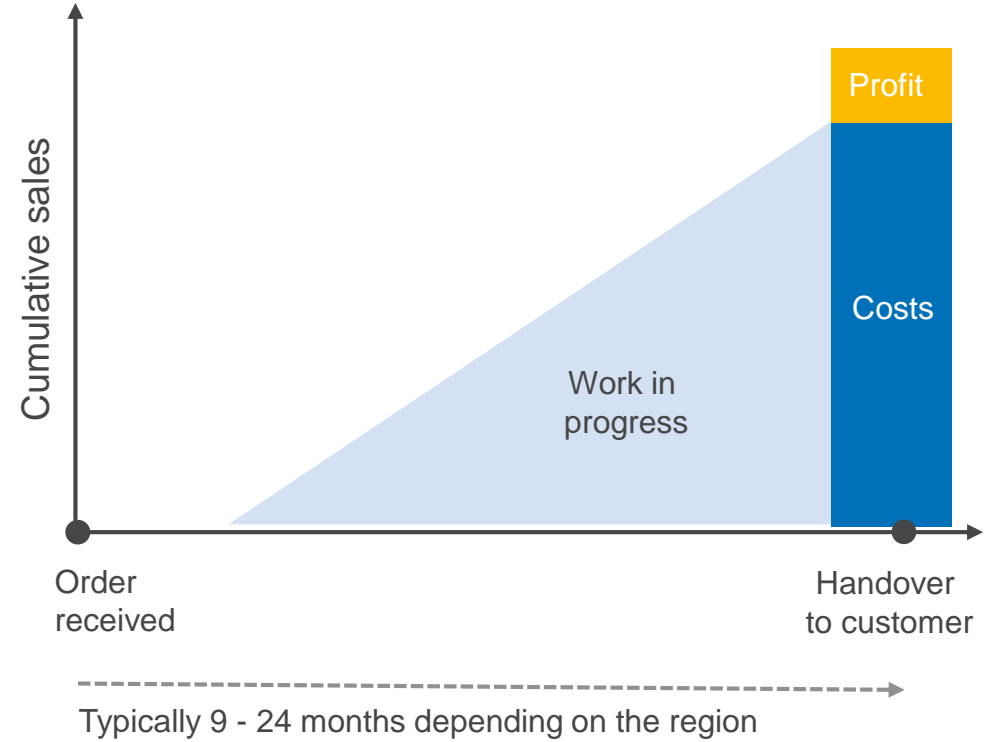 Cumulative sales
Profit
Costs
Work in
progress
Order
received
Handover
to customer
Typically 9 - 24 months depending on the region